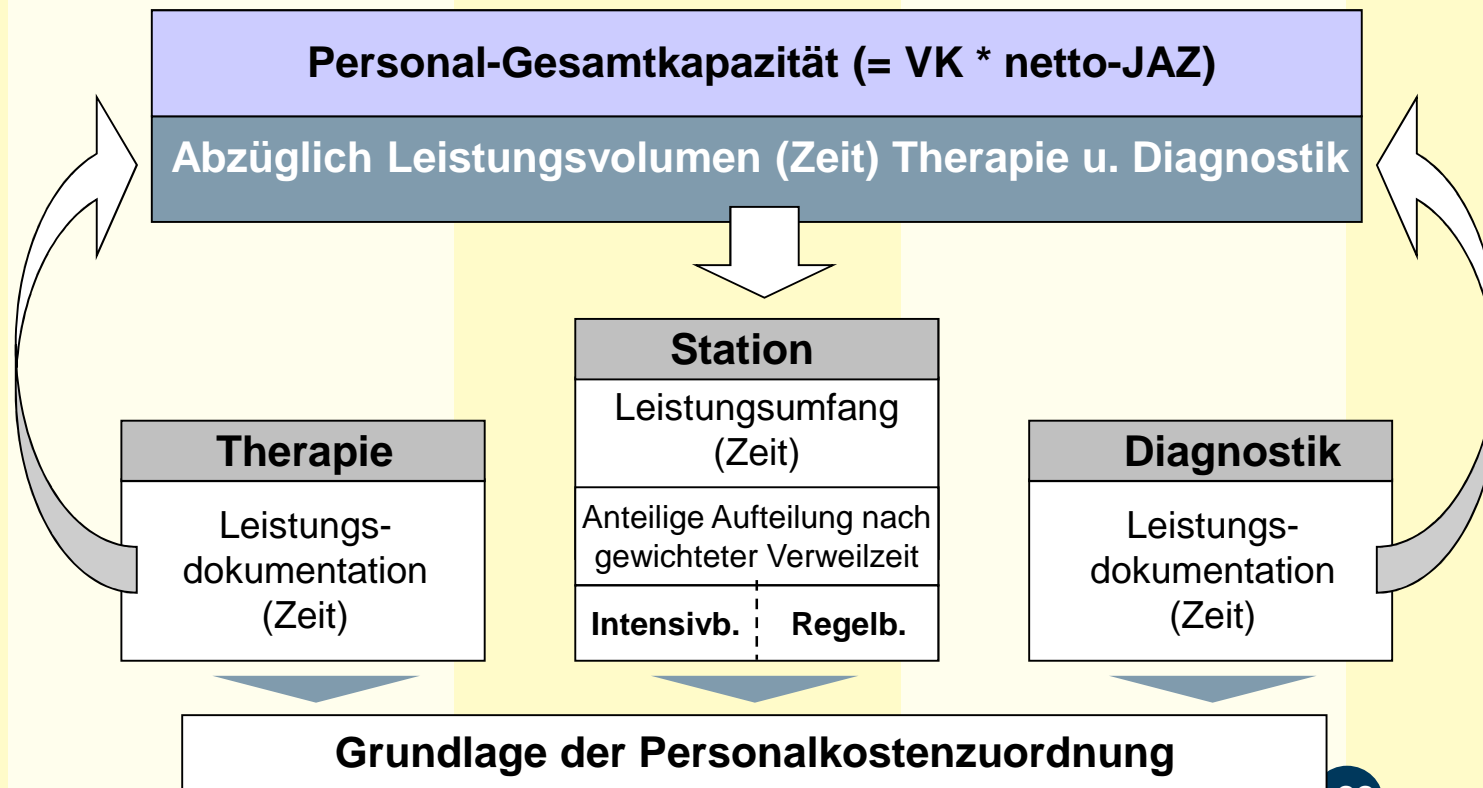 Personal-Gesamtkapazität (= VK * netto-JAZ)
Abzüglich Leistungsvolumen (Zeit) Therapie u. Diagnostik
Station
Leistungsumfang
(Zeit)
Anteilige Aufteilung nach
gewichteter Verweilzeit
Intensivb.
Regelb.
Therapie
Leistungs-
dokumentation
(Zeit)
Diagnostik
Leistungs-
dokumentation
(Zeit)
Grundlage der Personalkostenzuordnung